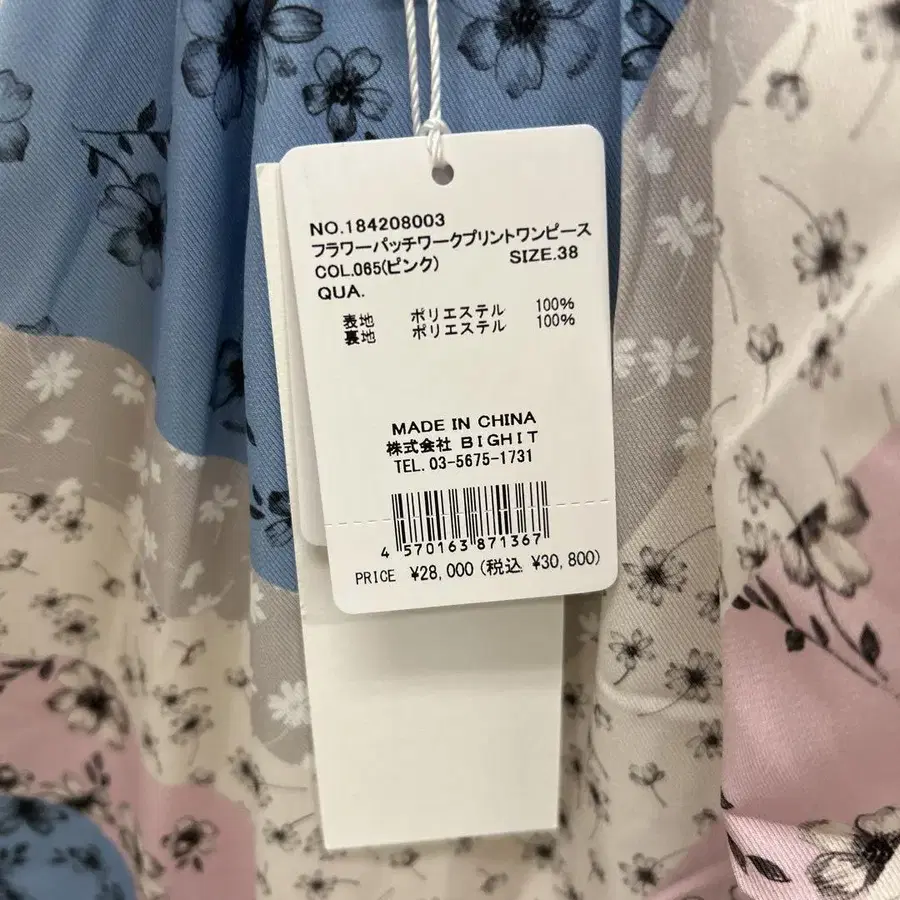 NO.184208003
フラワーパッチワークプリントワンピース
COL.065(ピンク) SIZE.38
QUA.
表地 ポリエステル 100%
裏地 ポリエステル 100%
MADE IN CHINA
株式会社 BIGHIT
TEL. 03-5675-1731
4 570163 871367
PRICE ¥28,000 (税込 ¥30,800)